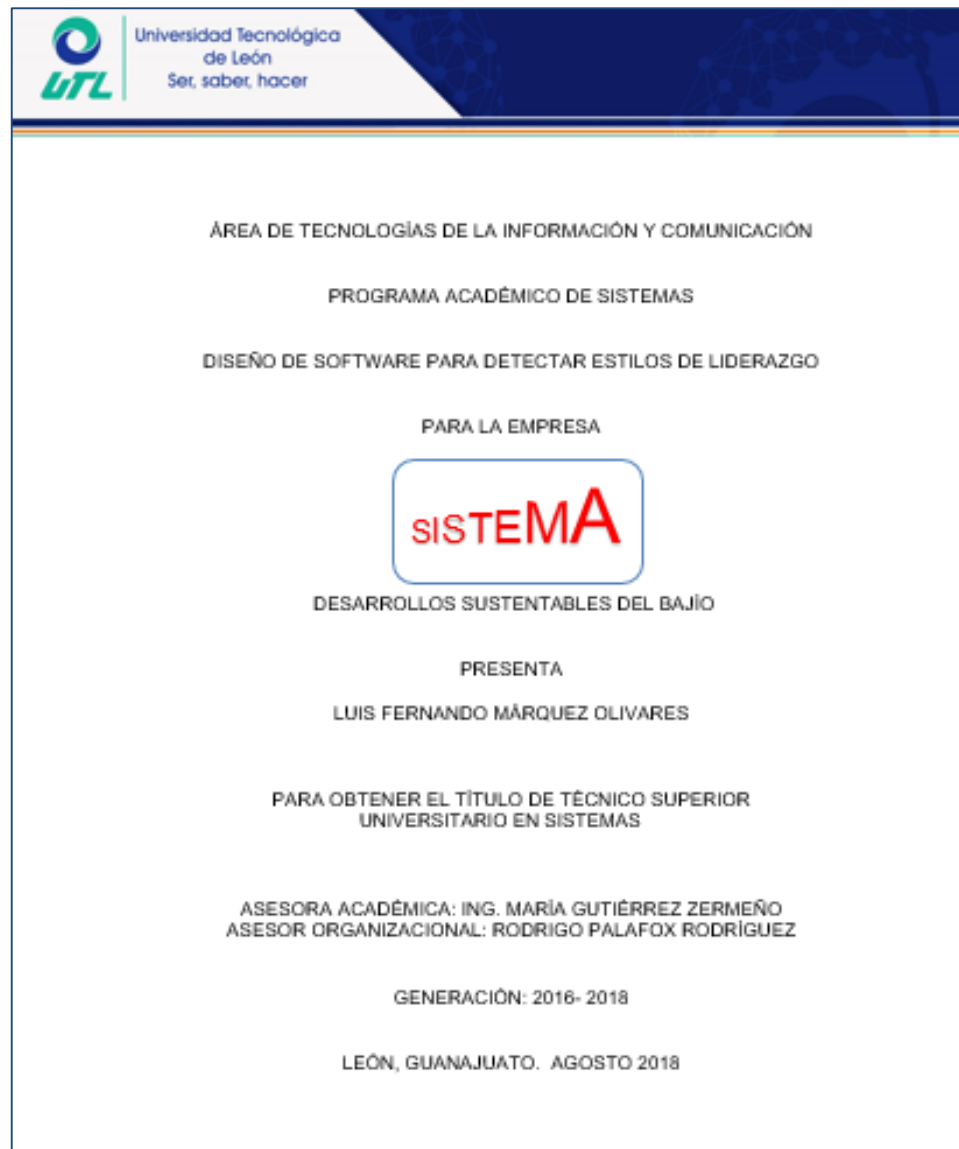 Universidad Tecnológica
de León
Ser, saber, hacer
UTL
ÁREA DE TECNOLOGÍAS DE LA INFORMACIÓN Y COMUNICACIÓN
PROGRAMA ACADÉMICO DE SISTEMAS
DISEÑO DE SOFTWARE PARA DETECTAR ESTILOS DE LIDERAZGO
PARA LA EMPRESA
SISTEMA
DESARROLLOS SUSTENTABLES DEL BAJÍO
PRESENTA
LUIS FERNANDO MÁRQUEZ OLIVARES
PARA OBTENER EL TÍTULO DE TÉCNICO SUPERIOR
UNIVERSITARIO EN SISTEMAS
ASESORA ACADÉMICA: ING. MARÍA GUTIÉRREZ ZERMEÑO
ASESOR ORGANIZACIONAL: RODRIGO PALAFOX RODRÍGUEZ
GENERACIÓN: 2016- 2018
LEÓN, GUANAJUATO. AGOSTO 2018